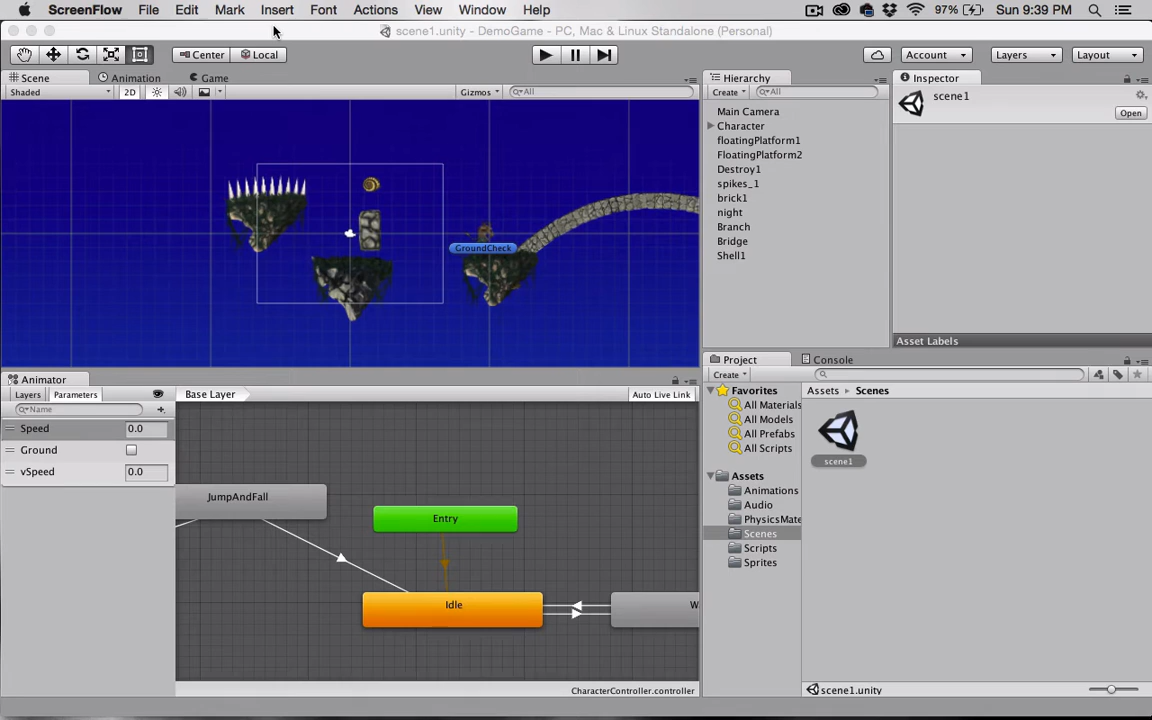 ScreenFlow File Edit Mark Insert Font Actions View Window Help 97% Sun 9:39 PM
scene1.unity - DemoGame - PC, Mac & Linux Standalone (Personal)
Center Local Account Layers Layout
Scene Animation Game
Shaded 2D Gizmos All
GroundCheck
Hierarchy
Create All
Main Camera
Character
floatingPlatform1
FloatingPlatform2
Destroy1
spikes_1
brick1
night
Branch
Bridge
Shell1
Inspector
scene1
Open
Asset Labels
Animator
Layers Parameters Base Layer Auto Live Link
Name
Speed 0.0
Ground
vSpeed 0.0
JumpAndFall
Entry
Idle
W
CharacterController.controller
Project Console
Create
Favorites
All Materials
All Models
All Prefabs
All Scripts
Assets
Animations
Audio
PhysicsMate
Scenes
Scripts
Sprites
Assets Scenes
scene1
scene1.unity